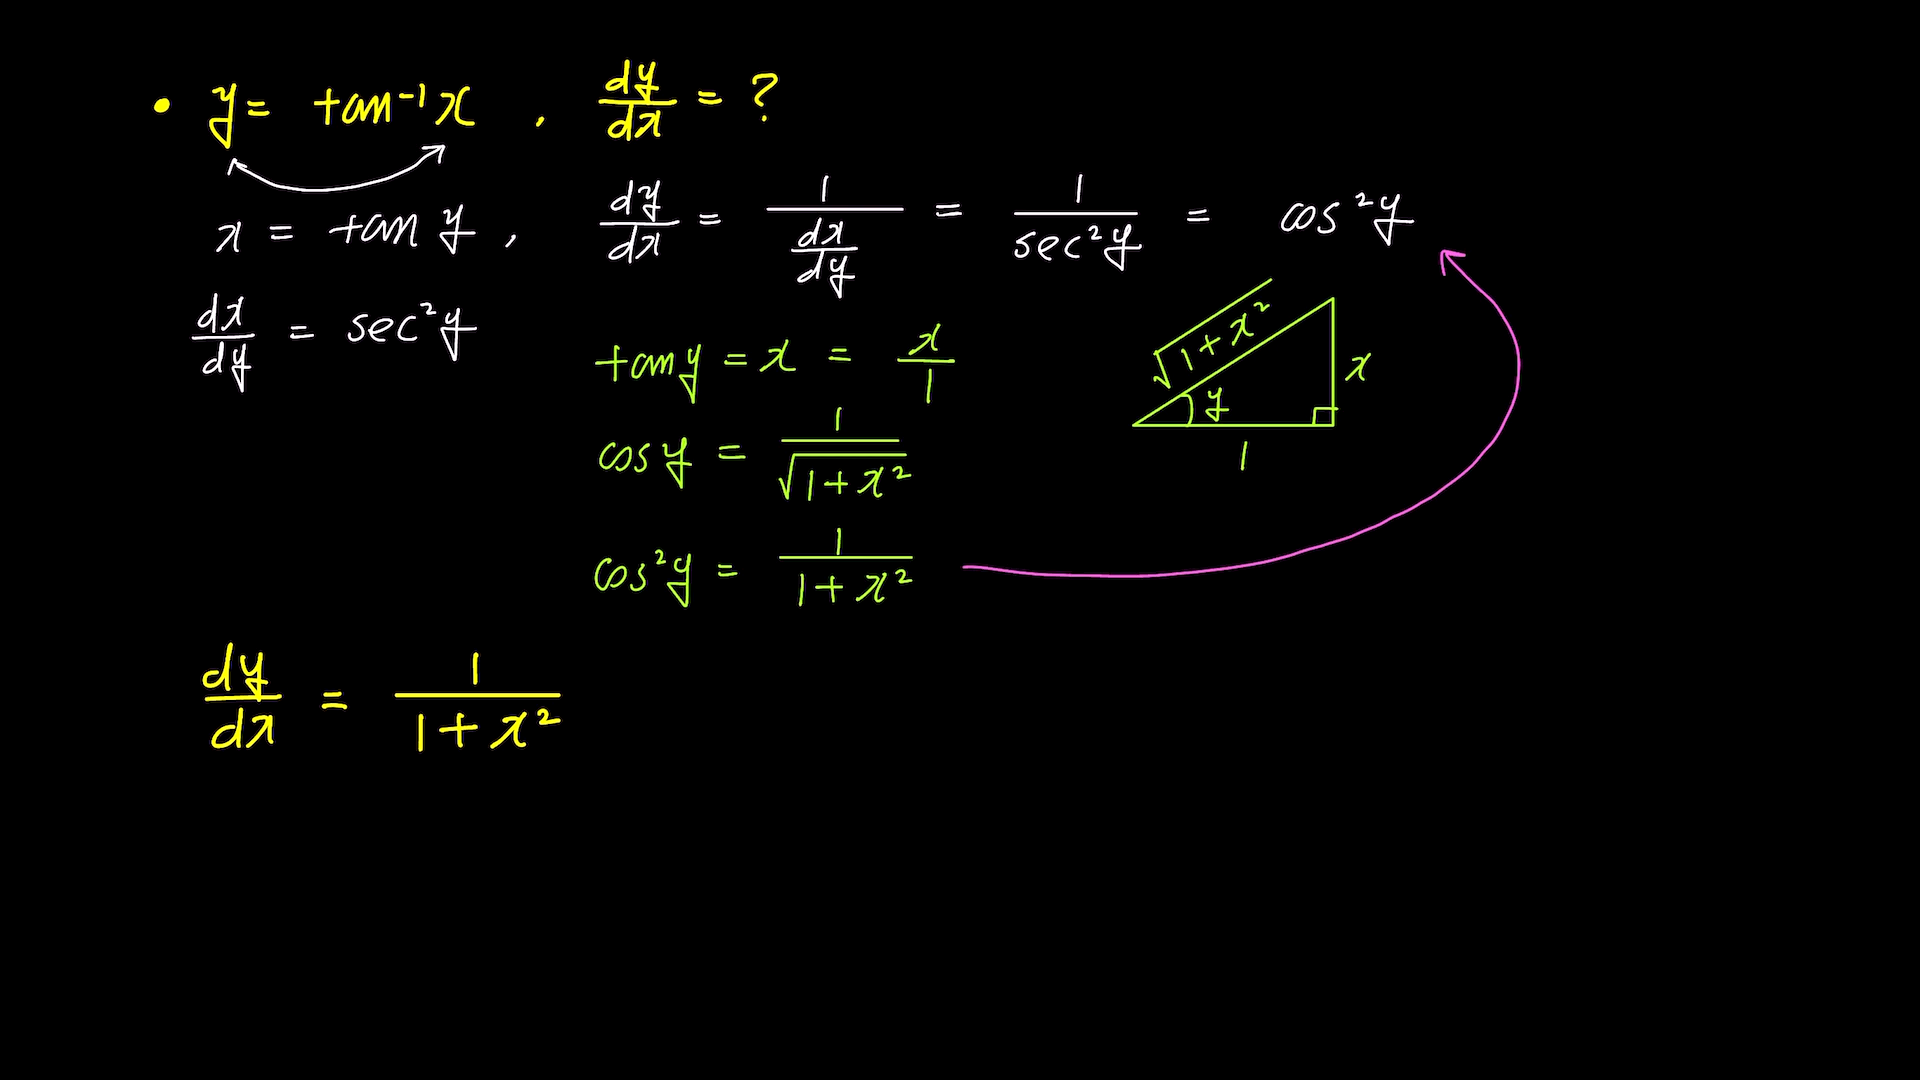 • y = tan⁻¹x , dy/dx = ?
x = tan y , dy/dx = 1/(dx/dy) = 1/sec²y = cos²y
dx/dy = sec²y
tan y = x = x/1
cos y = 1/√(1+x²)
cos²y = 1/(1+x²)
√(1+x²)
x
y
1
dy/dx = 1/(1+x²)